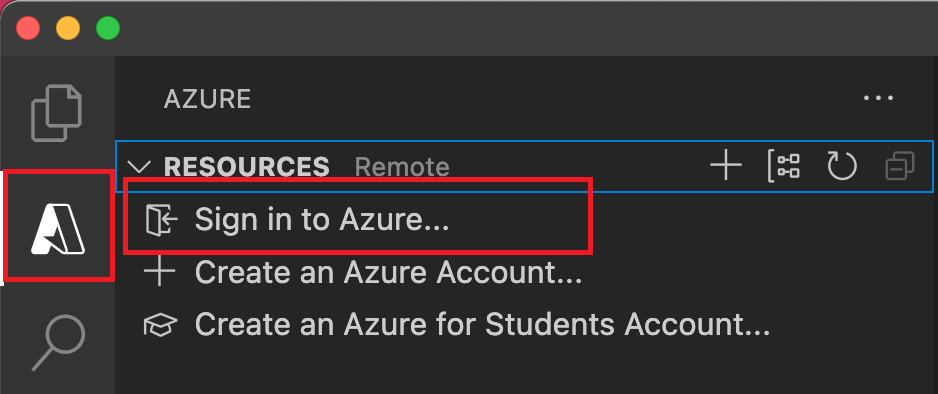 AZURE
RESOURCES Remote
Sign in to Azure...
Create an Azure Account...
Create an Azure for Students Account...